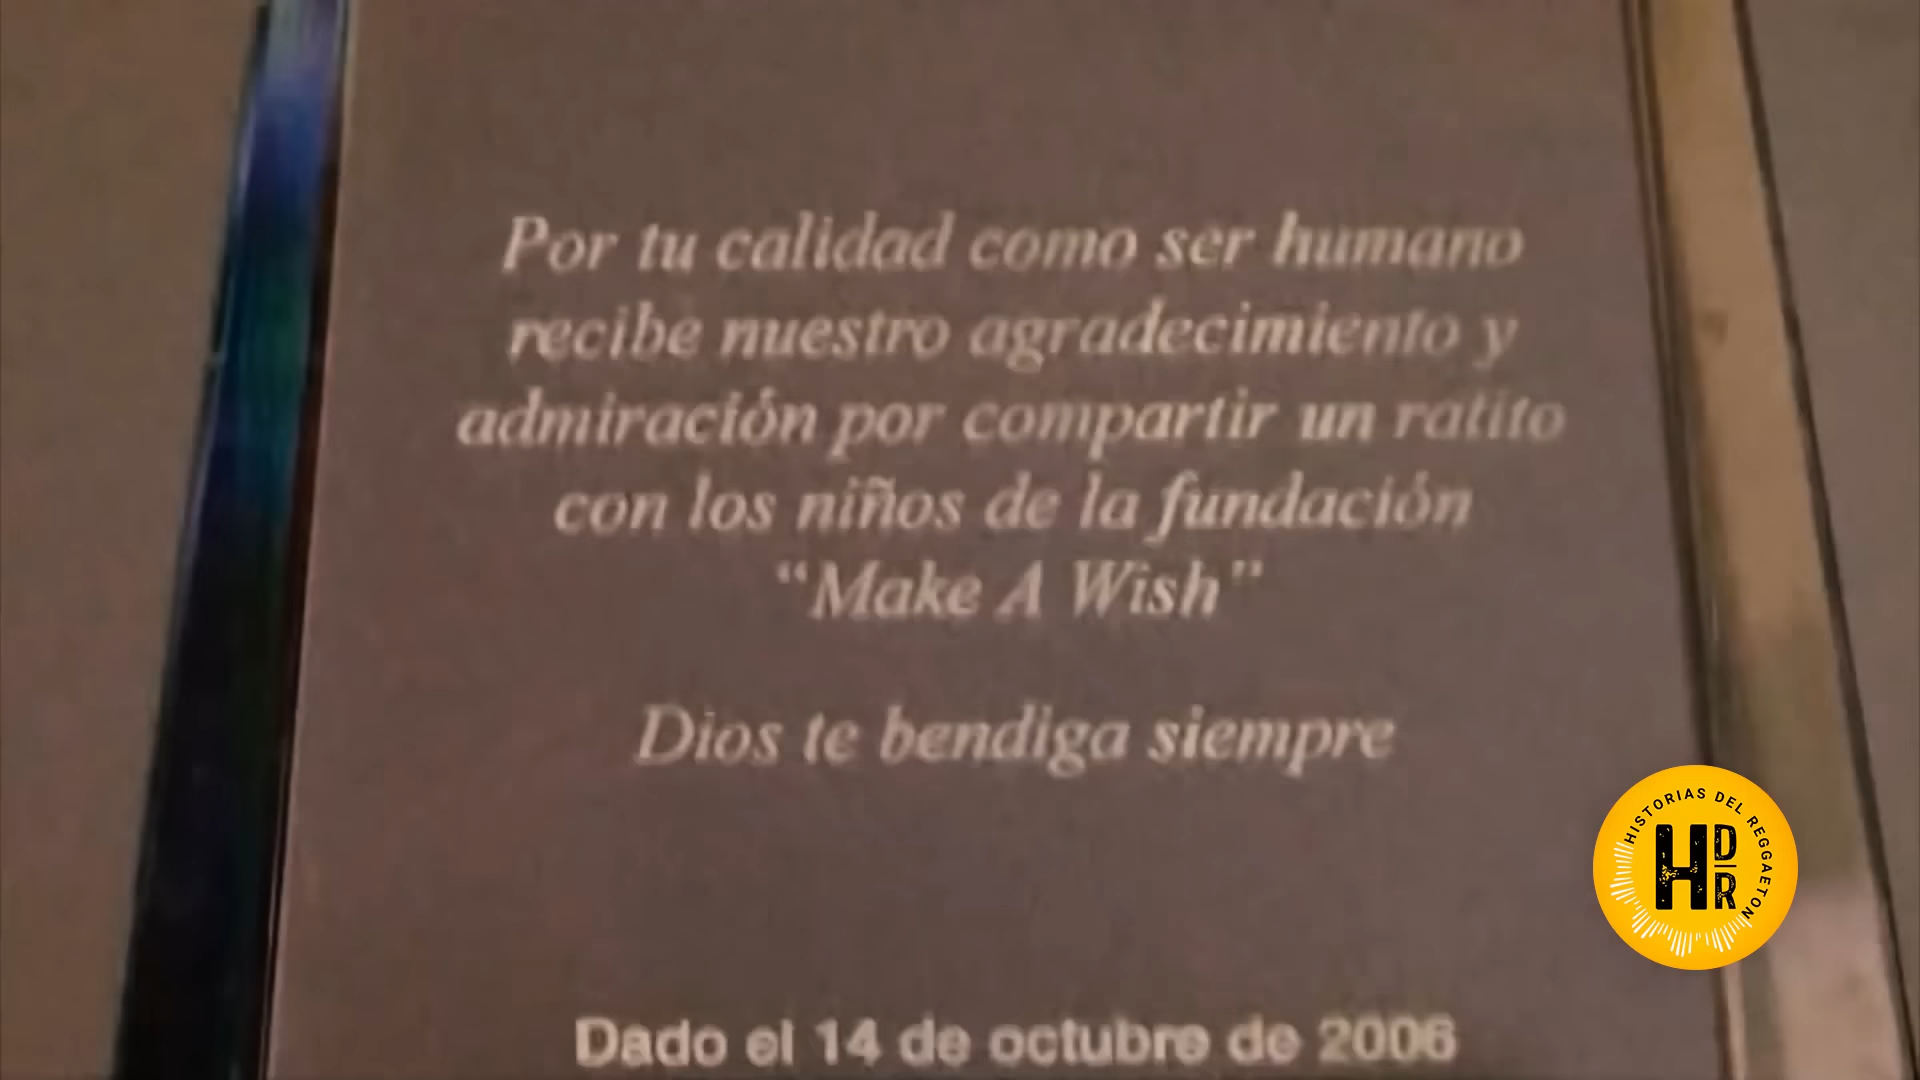 Por tu calidad como ser humano
recibe nuestro agradecimiento y
admiración por compartir un ratito
con los niños de la fundación
“Make A Wish”
Dios te bendiga siempre
HISTORIAS DEL REGGAETON
HDR
Dado el 14 de octubre de 2006